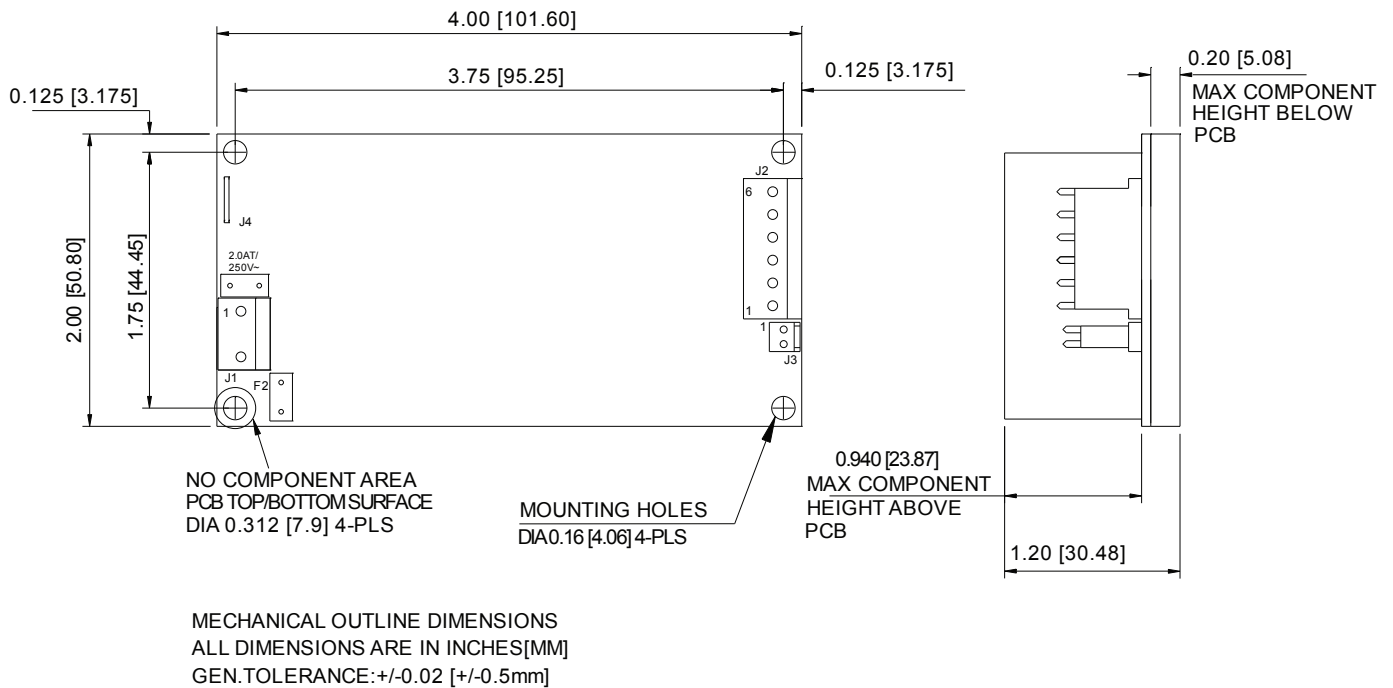 4.00 [101.60]
3.75 [95.25]
0.125 [3.175]
0.125 [3.175]
0.20 [5.08]
MAX COMPONENT
HEIGHT BELOW
PCB
2.00 [50.80]
1.75 [44.45]
J4
2.0AT/
250V~
1
J1
F2
J2
6
1
1
J3
NO COMPONENT AREA
PCB TOP/BOTTOM SURFACE
DIA 0.312 [7.9] 4-PLS
MOUNTING HOLES
DIA 0.16 [4.06] 4-PLS
0.940 [23.87]
MAX COMPONENT
HEIGHT ABOVE
PCB
1.20 [30.48]
MECHANICAL OUTLINE DIMENSIONS
ALL DIMENSIONS ARE IN INCHES[MM]
GEN.TOLERANCE:+/-0.02 [+/-0.5mm]